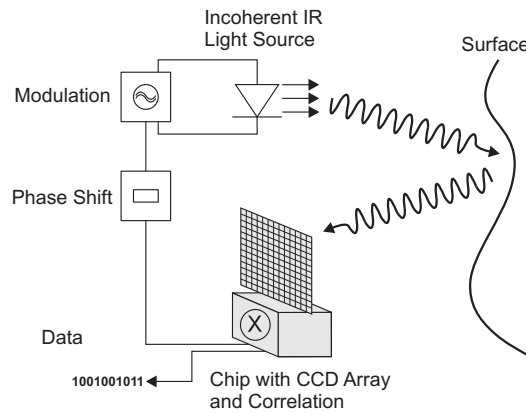 Incoherent IR
Light Source
Surface
Modulation
Phase Shift
X
Data
1001001011
Chip with CCD Array
and Correlation